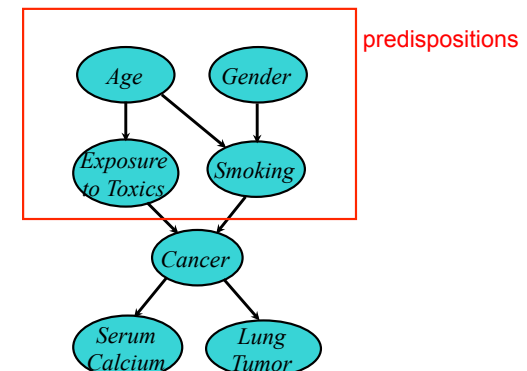 predispositions
Age
Gender
Exposure
to Toxics
Smoking
Cancer
Serum
Calcium
Lung
Tumor